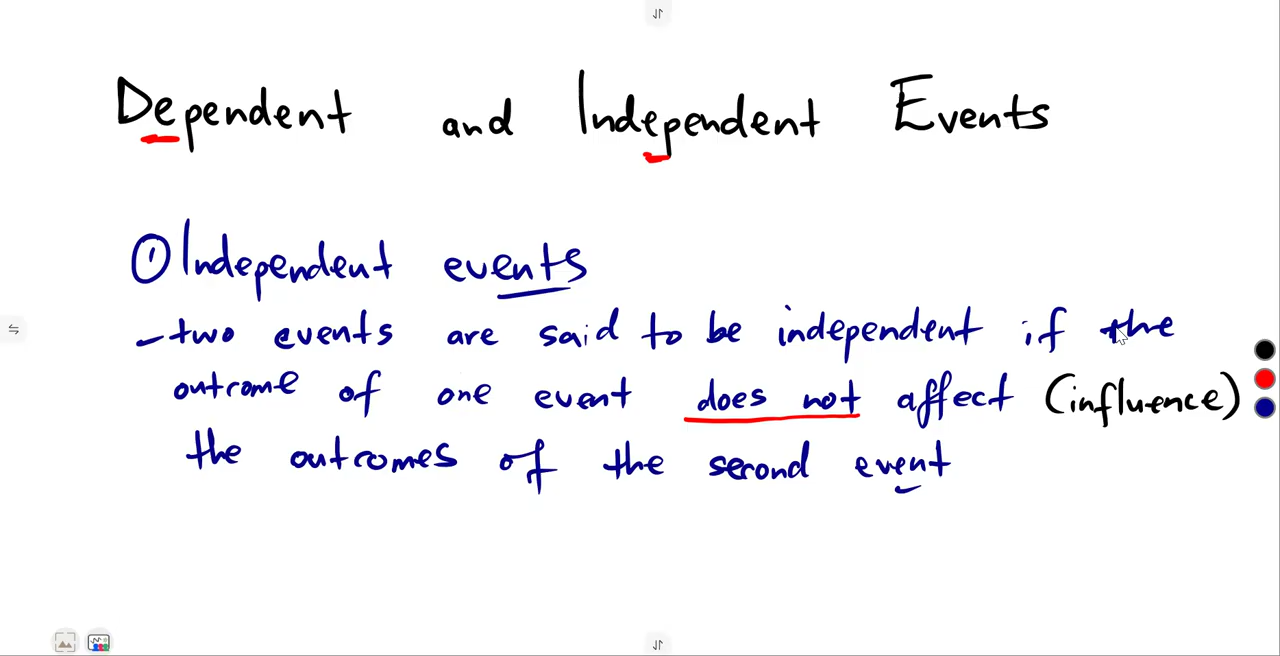 Dependent and Independent Events
① Independent events
- two events are said to be independent if the
outcome of one event does not affect (influence)
the outcomes of the second event